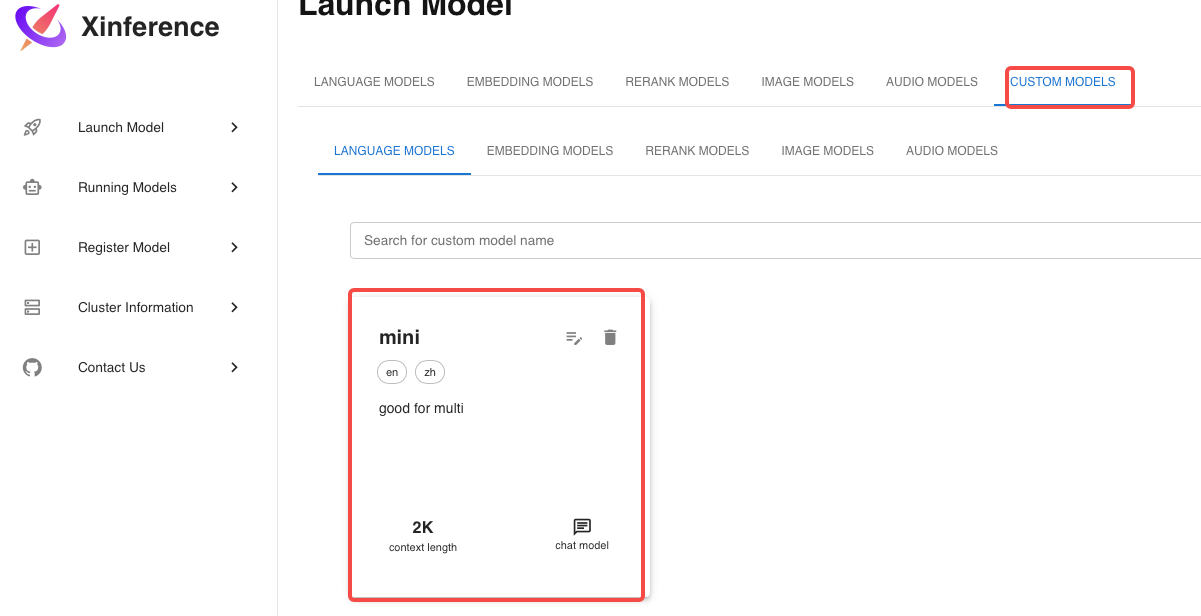 Launch Model
Xinference
LANGUAGE MODELS EMBEDDING MODELS RERANK MODELS IMAGE MODELS AUDIO MODELS CUSTOM MODELS
Launch Model
Running Models
Register Model
Cluster Information
Contact Us
LANGUAGE MODELS EMBEDDING MODELS RERANK MODELS IMAGE MODELS AUDIO MODELS
Search for custom model name
mini
en zh
good for multi
2K
context length
chat model